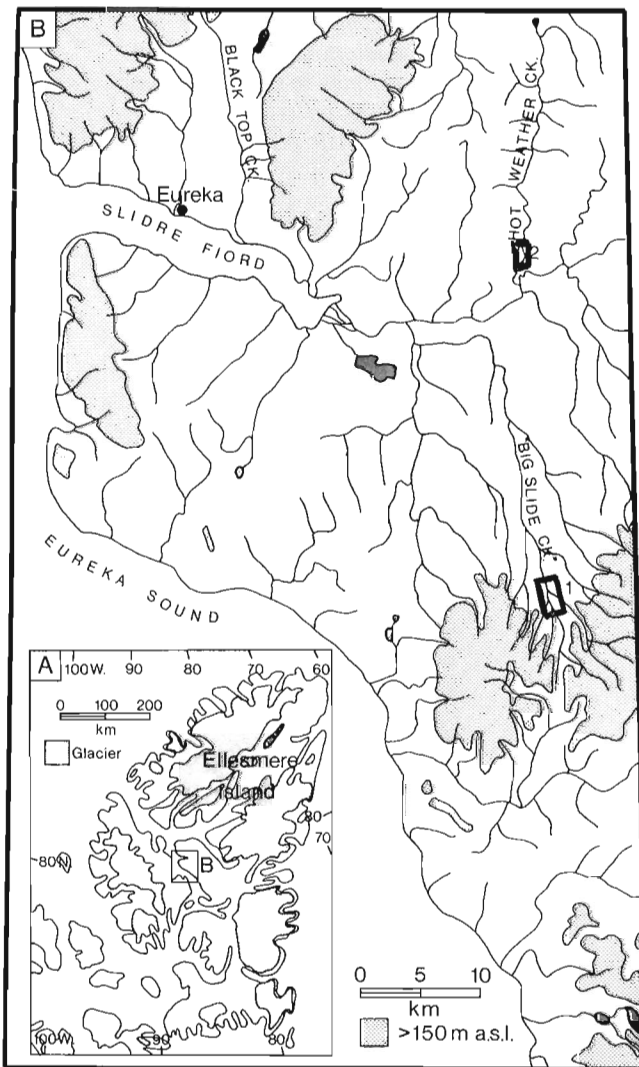 B
BLACK TOP CK.
HOT WEATHER CK.
Eureka
SLIDRE FIORD
2
BIG SLIDE CK.
1
EUREKA SOUND
A
100W. 90 80 70 60
0 100 200
km
Glacier
Ellesmere
Island
80
70
80N
B
100W 90 80
0 5 10
km
>150 m a.s.l.